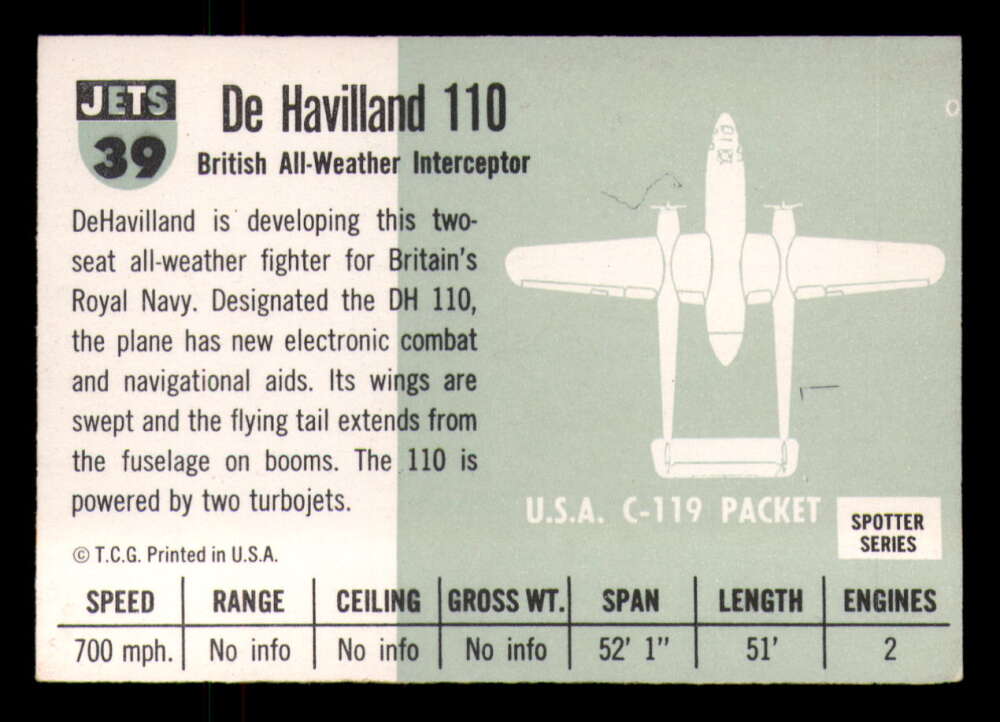 JETS
39
De Havilland 110
British All-Weather Interceptor
DeHavilland is developing this two-
seat all-weather fighter for Britain's
Royal Navy. Designated the DH 110,
the plane has new electronic combat
and navigational aids. Its wings are
swept and the flying tail extends from
the fuselage on booms. The 110 is
powered by two turbojets.
© T.C.G. Printed in U.S.A.
U.S.A. C-119 PACKET
SPOTTER
SERIES
SPEED RANGE CEILING GROSS WT. SPAN LENGTH ENGINES
700 mph. No info No info No info 52' 1" 51' 2